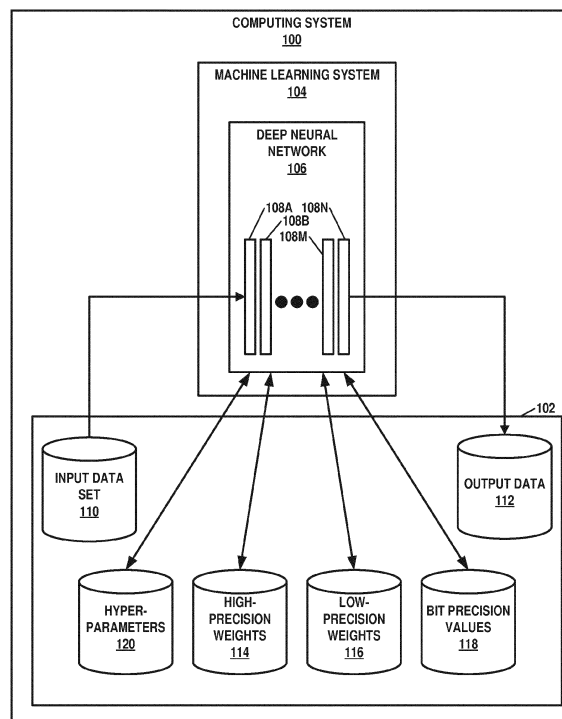 COMPUTING SYSTEM
100
MACHINE LEARNING SYSTEM
104
DEEP NEURAL
NETWORK
106
108A 108N
108B
108M
102
INPUT DATA
SET
110
OUTPUT DATA
112
HYPER-
PARAMETERS
120
HIGH-
PRECISION
WEIGHTS
114
LOW-
PRECISION
WEIGHTS
116
BIT PRECISION
VALUES
118